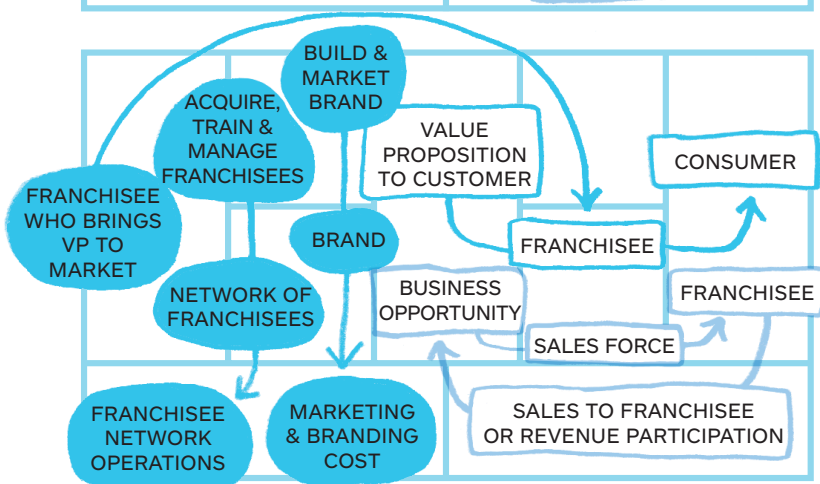 BUILD &
MARKET
BRAND
ACQUIRE,
TRAIN &
MANAGE
FRANCHISEES
VALUE
PROPOSITION
TO CUSTOMER
CONSUMER
FRANCHISEE
WHO BRINGS
VP TO
MARKET
BRAND
FRANCHISEE
NETWORK OF
FRANCHISEES
BUSINESS
OPPORTUNITY
FRANCHISEE
SALES FORCE
FRANCHISEE
NETWORK
OPERATIONS
MARKETING
& BRANDING
COST
SALES TO FRANCHISEE
OR REVENUE PARTICIPATION